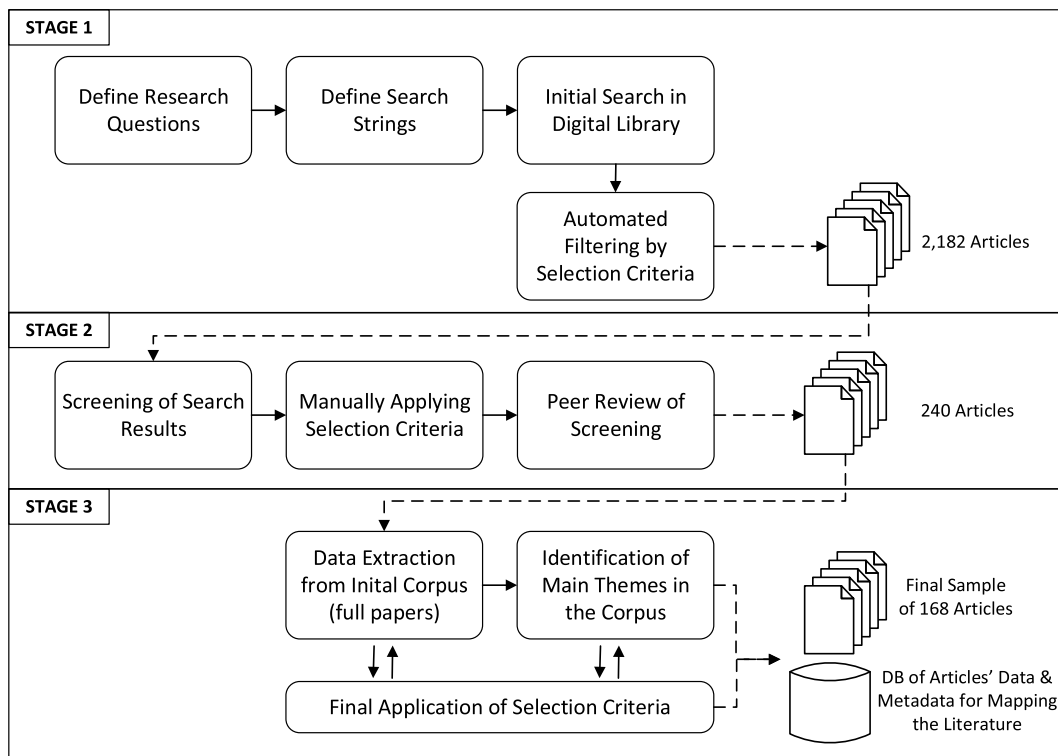 STAGE 1
Define Research
Questions
Define Search
Strings
Initial Search in
Digital Library
Automated
Filtering by
Selection Criteria
2,182 Articles
STAGE 2
Screening of Search
Results
Manually Applying
Selection Criteria
Peer Review of
Screening
240 Articles
STAGE 3
Data Extraction
from Inital Corpus
(full papers)
Identification of
Main Themes in
the Corpus
Final Application of Selection Criteria
Final Sample
of 168 Articles
DB of Articles’ Data &
Metadata for Mapping
the Literature